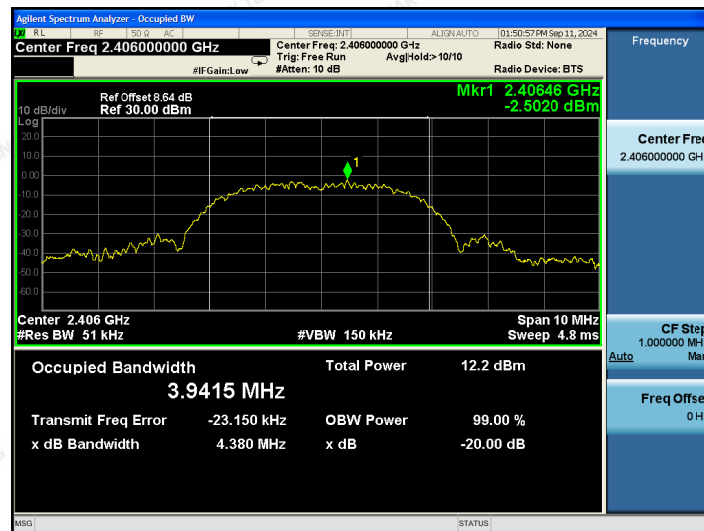 Agilent Spectrum Analyzer - Occupied BW
LXI RL RF 50 Ω AC SENSE:INT ALIGN AUTO 01:50:57 PM Sep 11, 2024
Center Freq 2.406000000 GHz Center Freq: 2.406000000 GHz Radio Std: None
Trig: Free Run Avg|Hold:>10/10
#IFGain:Low #Atten: 10 dB Radio Device: BTS
Frequency
Ref Offset 8.64 dB Mkr1 2.40646 GHz
10 dB/div Ref 30.00 dBm -2.5020 dBm
Log
20.0
10.0
0.00
-10.0
-20.0
-30.0
-40.0
-50.0
-60.0
1
Center 2.406 GHz Span 10 MHz
#Res BW 51 kHz #VBW 150 kHz Sweep 4.8 ms
Occupied Bandwidth Total Power 12.2 dBm
3.9415 MHz
Transmit Freq Error -23.150 kHz OBW Power 99.00 %
x dB Bandwidth 4.380 MHz x dB -20.00 dB
Center Fre
2.406000000 GH
CF Step
1.000000 MH
Auto Ma
Freq Offse
0 H
MSG STATUS